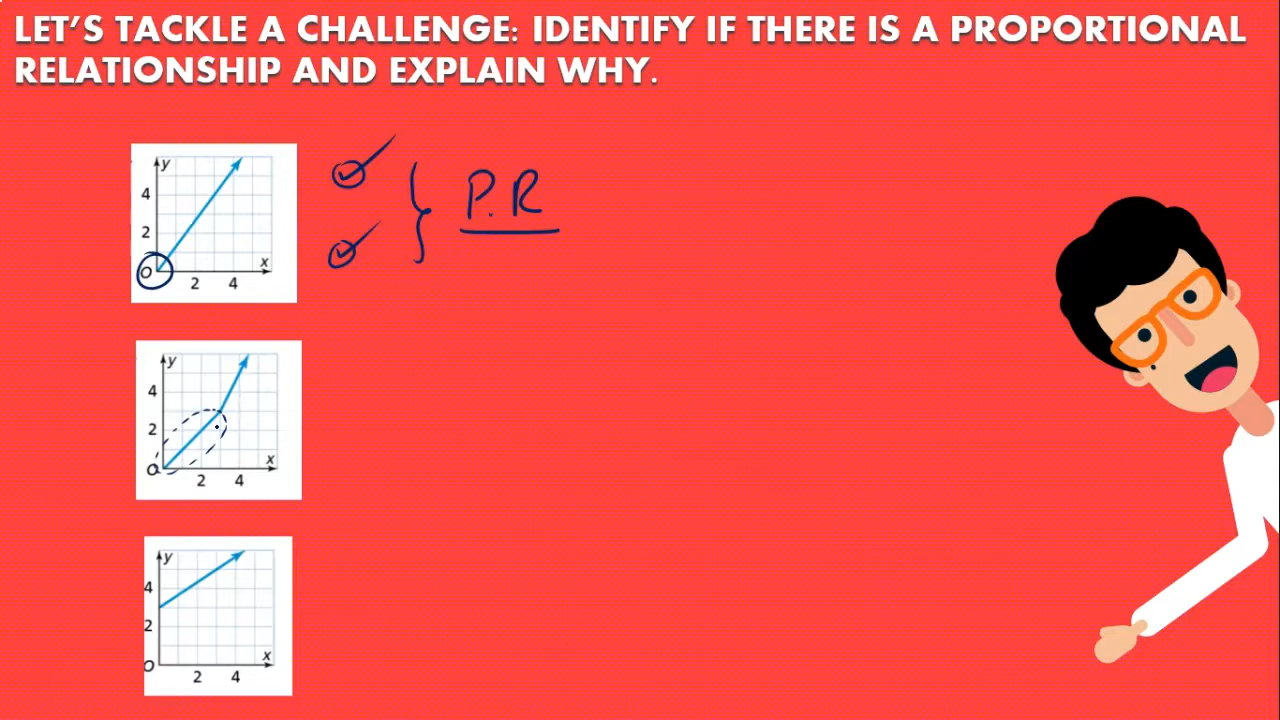 LET'S TACKLE A CHALLENGE: IDENTIFY IF THERE IS A PROPORTIONAL
RELATIONSHIP AND EXPLAIN WHY.
y
4
2
O
2 4
x
P.R
y
4
2
O
2 4
x
y
4
2
O
2 4
x